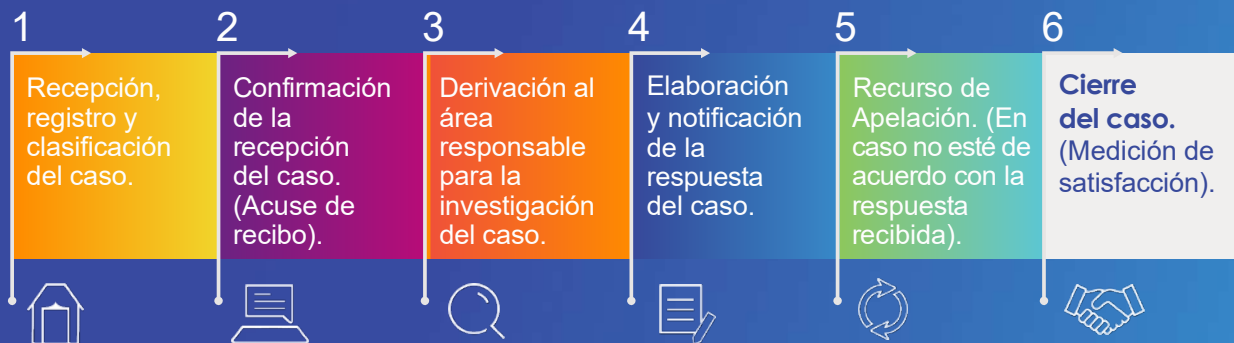 1
Recepción,
registro y
clasificación
del caso.
2
Confirmación
de la
recepción
del caso.
(Acuse de
recibo).
3
Derivación al
área
responsable
para la
investigación
del caso.
4
Elaboración
y notificación
de la
respuesta
del caso.
5
Recurso de
Apelación. (En
caso no esté de
acuerdo con la
respuesta
recibida).
6
Cierre
del caso.
(Medición de
satisfacción).